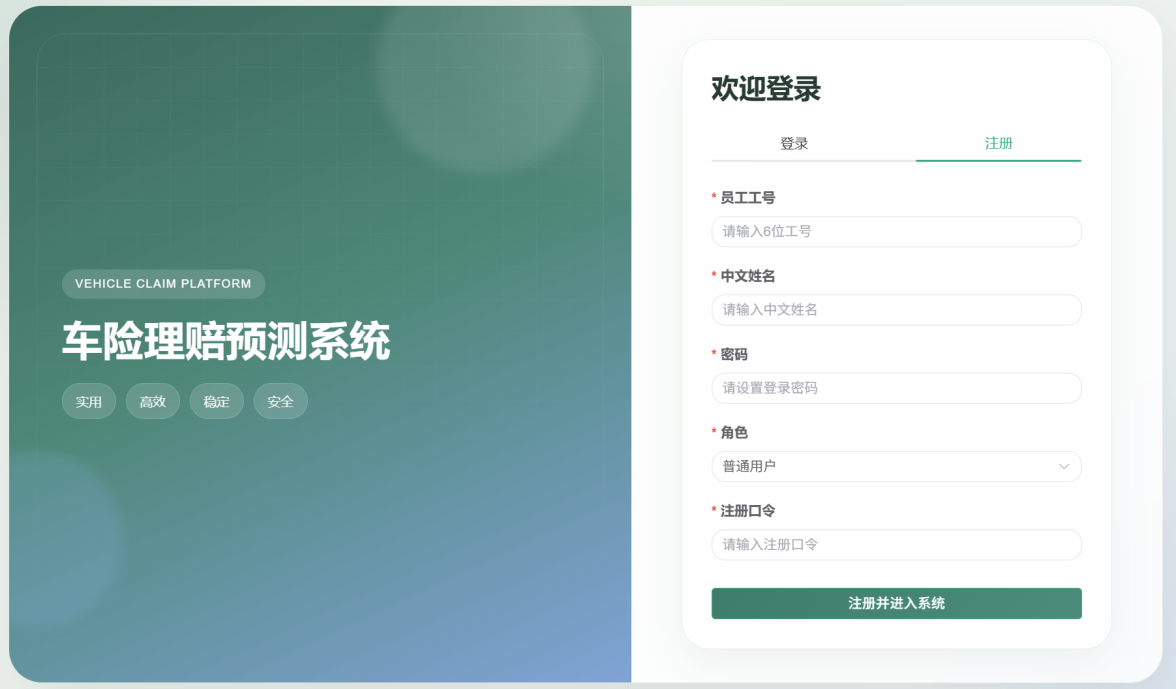 VEHICLE CLAIM PLATFORM
车险理赔预测系统
实用 高效 稳定 安全
欢迎登录
登录 注册
* 员工工号
请输入6位工号
* 中文姓名
请输入中文姓名
* 密码
请设置登录密码
* 角色
普通用户
* 注册口令
请输入注册口令
注册并进入系统